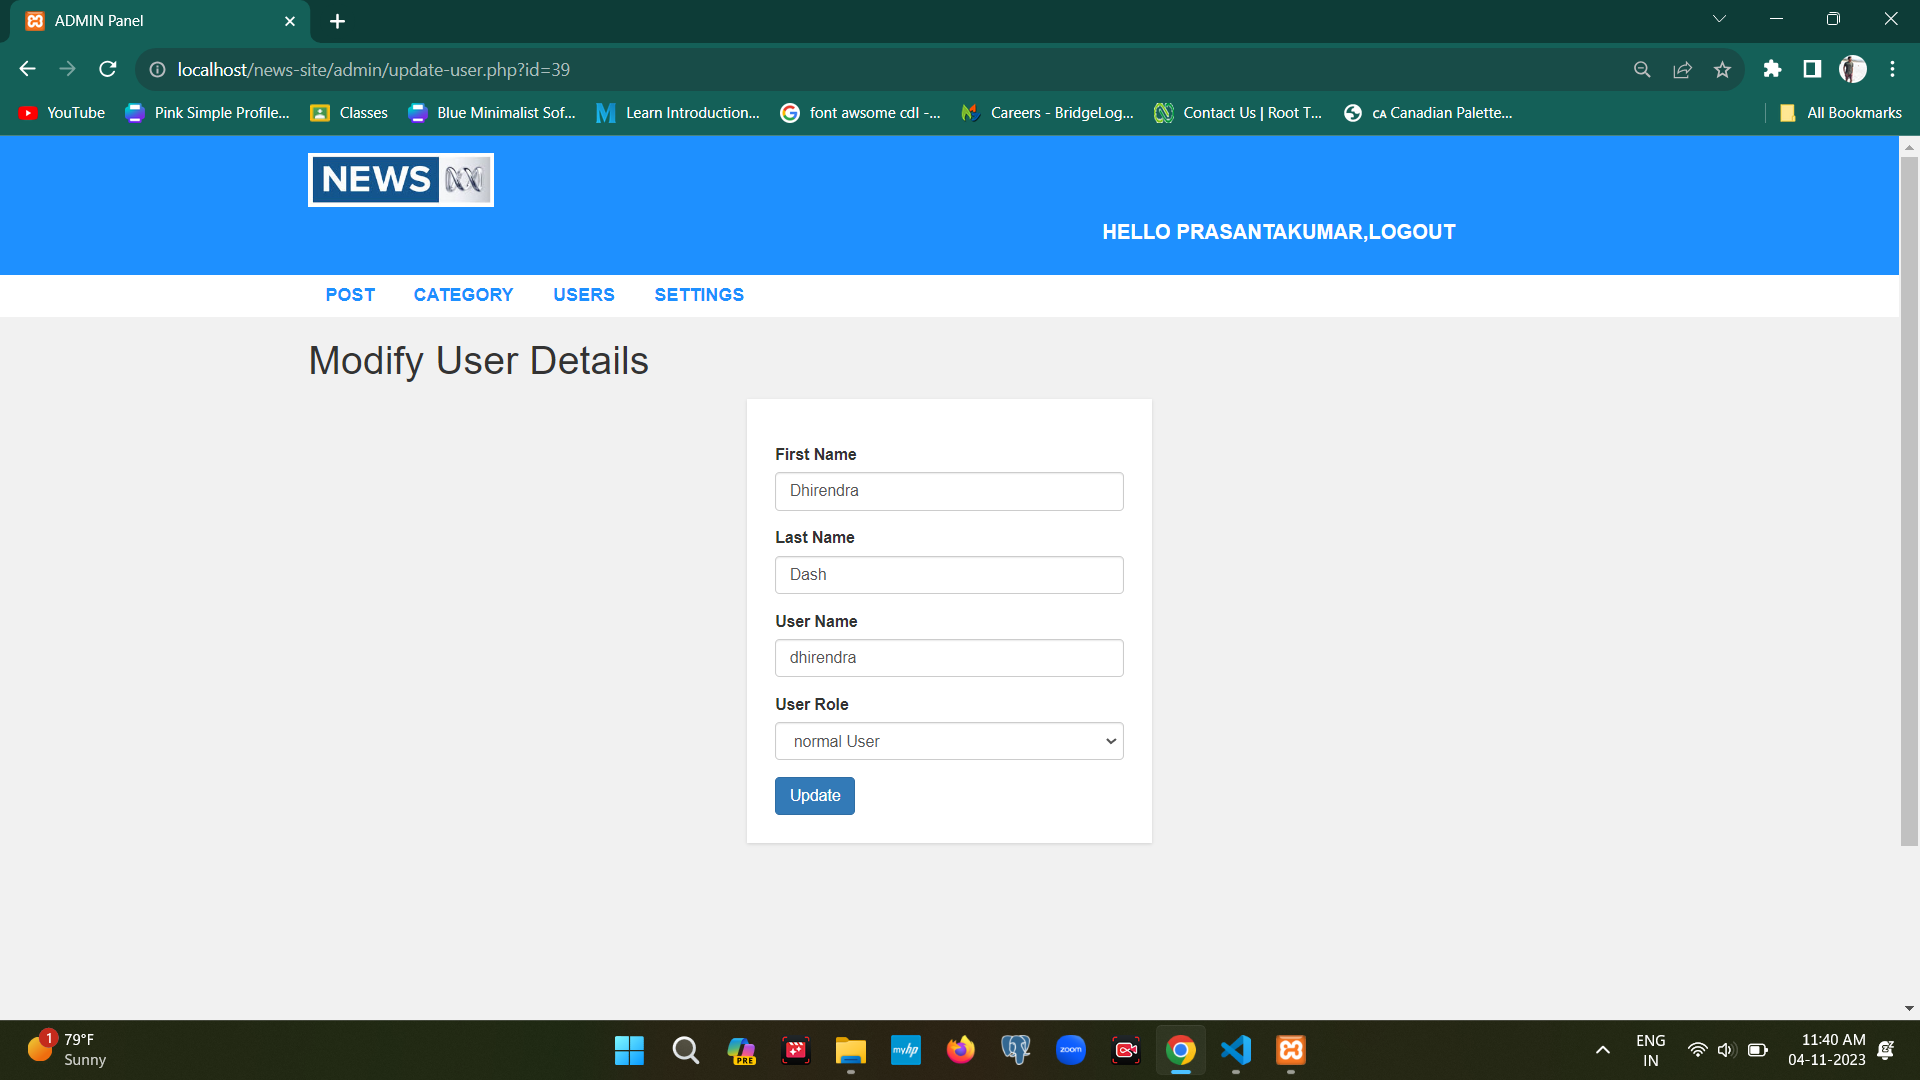 ADMIN Panel
localhost/news-site/admin/update-user.php?id=39
YouTube
Pink Simple Profile...
Classes
Blue Minimalist Sof...
Learn Introduction...
font awsome cdl -...
Careers - BridgeLog...
Contact Us | Root T...
CA Canadian Palette...
All Bookmarks
NEWS
HELLO PRASANTAKUMAR,LOGOUT
POST
CATEGORY
USERS
SETTINGS
Modify User Details
First Name
Dhirendra
Last Name
Dash
User Name
dhirendra
User Role
normal User
Update
1
79°F
Sunny
PRE
myhp
zoom
ENG
IN
11:40 AM
04-11-2023